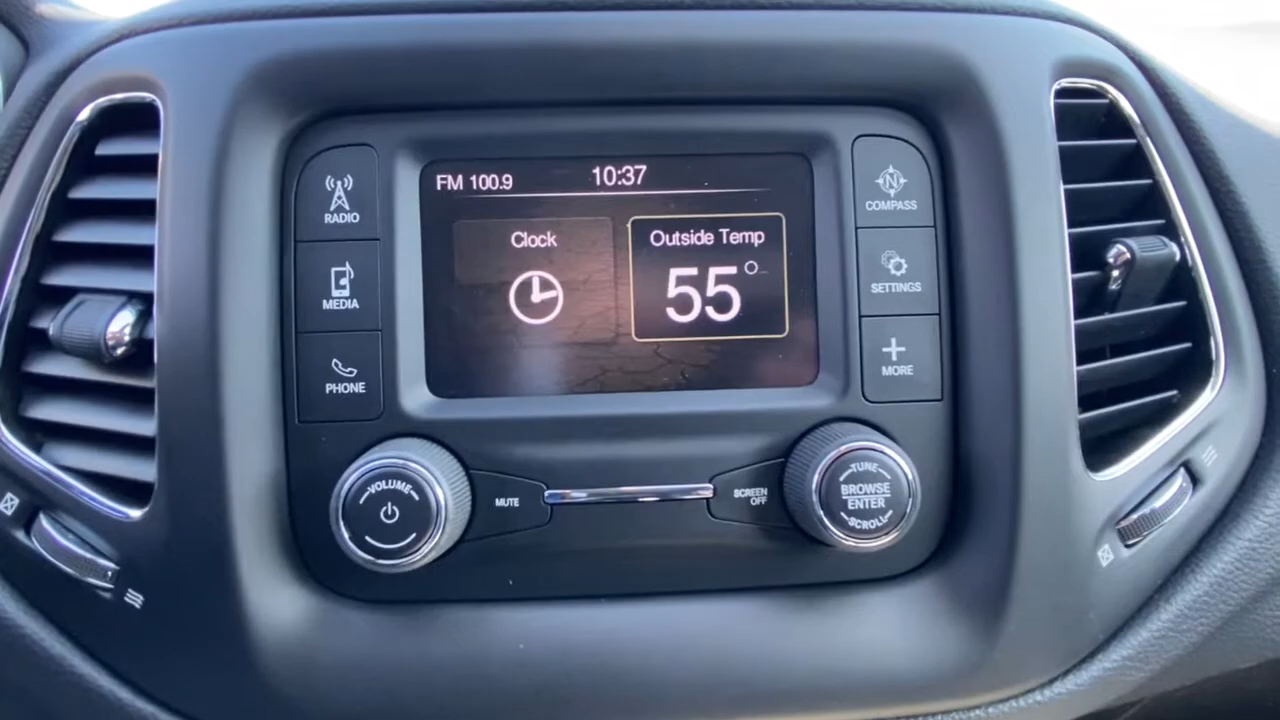 FM 100.9
10:37
Clock
Outside Temp
55°
RADIO
MEDIA
PHONE
N
COMPASS
SETTINGS
MORE
VOLUME
MUTE
SCREEN
OFF
TUNE
BROWSE
ENTER
SCROLL